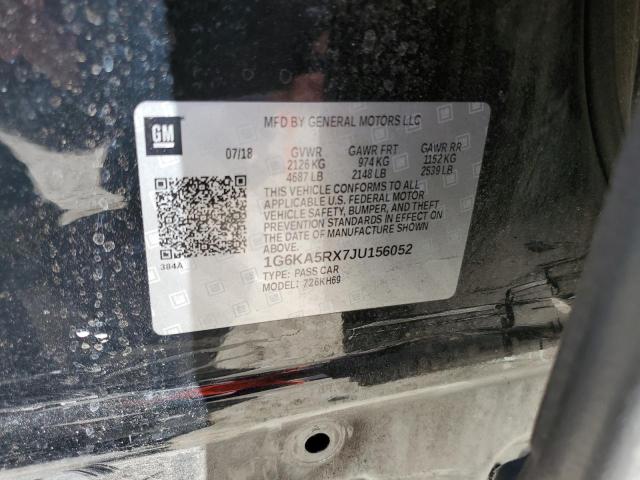 GM
MFD BY GENERAL MOTORS LLC
07/18 GVWR GAWR FRT GAWR RR
2126 KG 974 KG 1152 KG
4687 LB 2148 LB 2539 LB
THIS VEHICLE CONFORMS TO ALL
APPLICABLE U.S. FEDERAL MOTOR
VEHICLE SAFETY, BUMPER, AND THEFT
PREVENTION STANDARDS IN EFFECT ON
THE DATE OF MANUFACTURE SHOWN
ABOVE.
384A
1G6KA5RX7JU156052
TYPE: PASS CAR
MODEL: 726KH69